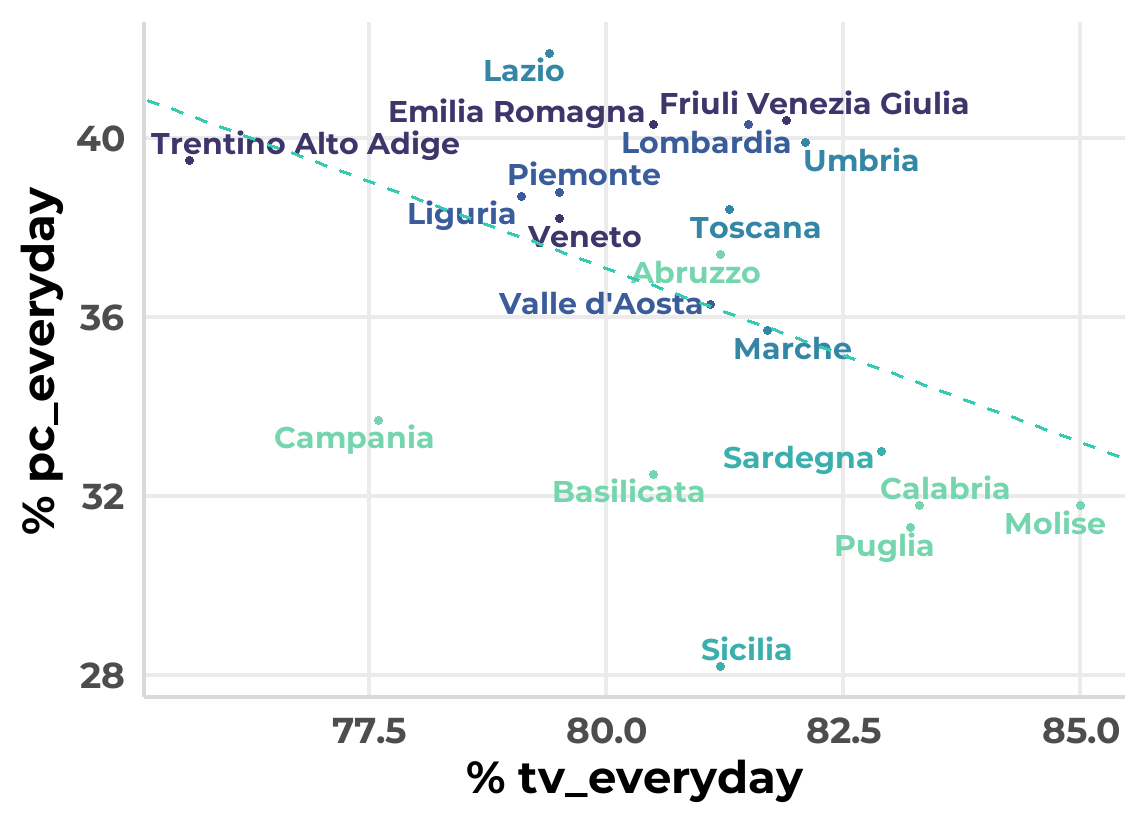 Lazio
Emilia Romagna
Friuli Venezia Giulia
40
Trentino Alto Adige
Lombardia
Umbria
Piemonte
Liguria
Veneto
Toscana
Abruzzo
Valle d'Aosta
36
Marche
Campania
Sardegna
Basilicata
Calabria
32
Molise
Puglia
Sicilia
28
77.5
80.0
82.5
85.0
% tv_everyday
% pc_everyday